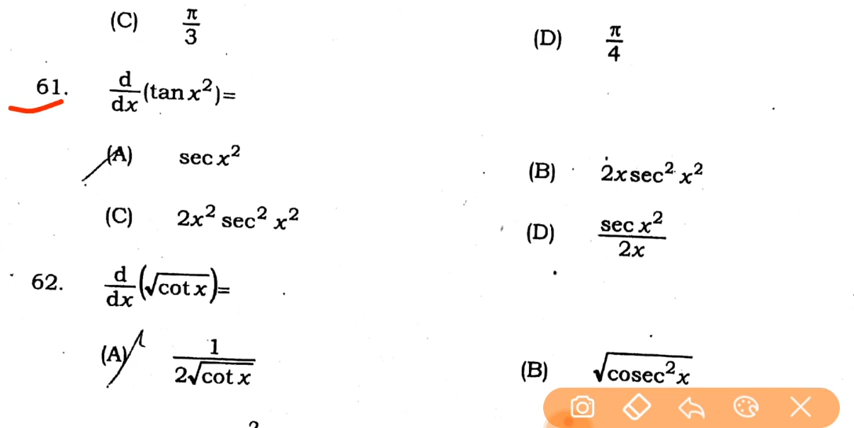 (C) π/3 (D) π/4
61. d/dx (tan x²)=
(A) sec x² (B) 2x sec² x²
(C) 2x² sec² x² (D) sec x²/2x
62. d/dx (√cot x)=
(A) 1/2√cot x (B) √cosec²x
2